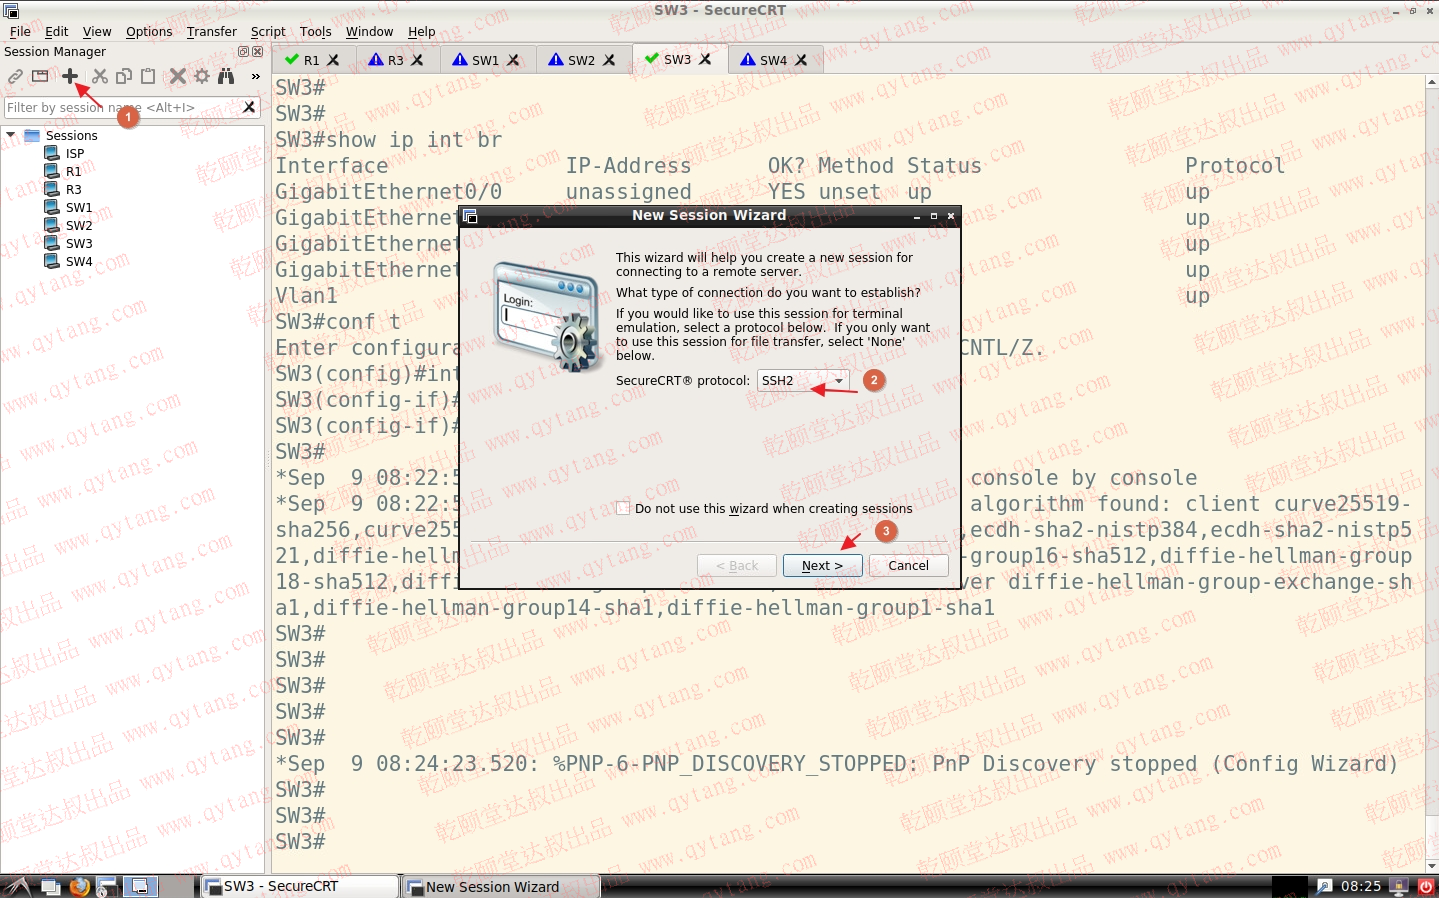 SW3 - SecureCRT
File Edit View Options Transfer Script Tools Window Help
Session Manager
R1 R3 SW1 SW2 SW3 SW4
»
Filter by session name <Alt+I>
1
Sessions
ISP
R1
R3
SW1
SW2
SW3
SW4
SW3#
SW3#
SW3#show ip int br
Interface IP-Address OK? Method Status Protocol
GigabitEthernet0/0 unassigned YES unset up up
GigabitEthernet up
GigabitEthernet up
GigabitEthernet up
Vlan1 up
SW3#conf t
Enter configura CNTL/Z.
SW3(config)#int
SW3(config-if)#
SW3(config-if)#
SW3#
*Sep 9 08:22:5 console by console
*Sep 9 08:22:5 algorithm found: client curve25519-
sha256,curve255 ,ecdh-sha2-nistp384,ecdh-sha2-nistp5
21,diffie-hellm -group16-sha512,diffie-hellman-group
18-sha512,diff ver diffie-hellman-group-exchange-sh
a1,diffie-hellman-group14-sha1,diffie-hellman-group1-sha1
SW3#
SW3#
SW3#
SW3#
SW3#
*Sep 9 08:24:23.520: %PNP-6-PNP_DISCOVERY_STOPPED: PnP Discovery stopped (Config Wizard)
SW3#
SW3#
SW3#
New Session Wizard
Login:
This wizard will help you create a new session for
connecting to a remote server.
What type of connection do you want to establish?
If you would like to use this session for terminal
emulation, select a protocol below. If you only want
to use this session for file transfer, select 'None'
below.
SecureCRT® protocol: SSH2
2
Do not use this wizard when creating sessions
3
< Back Next > Cancel
SW3 - SecureCRT New Session Wizard 08:25
乾颐堂达叔出品 www.qytang.com